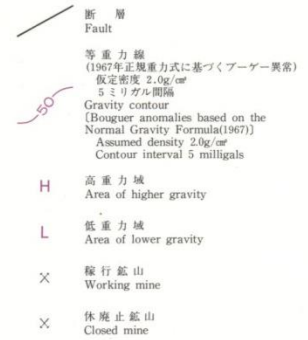 断層
Fault
等重力線
(1967年正規重力式に基づくブーゲー異常)
仮定密度 2.0g/cm³
5ミリガル間隔
50
Gravity contour
〔Bouguer anomalies based on the
Normal Gravity Formula(1967)〕
Assumed density 2.0g/cm³
Contour interval 5 milligals
H
高重力域
Area of higher gravity
L
低重力域
Area of lower gravity
稼行鉱山
Working mine
休廃止鉱山
Closed mine